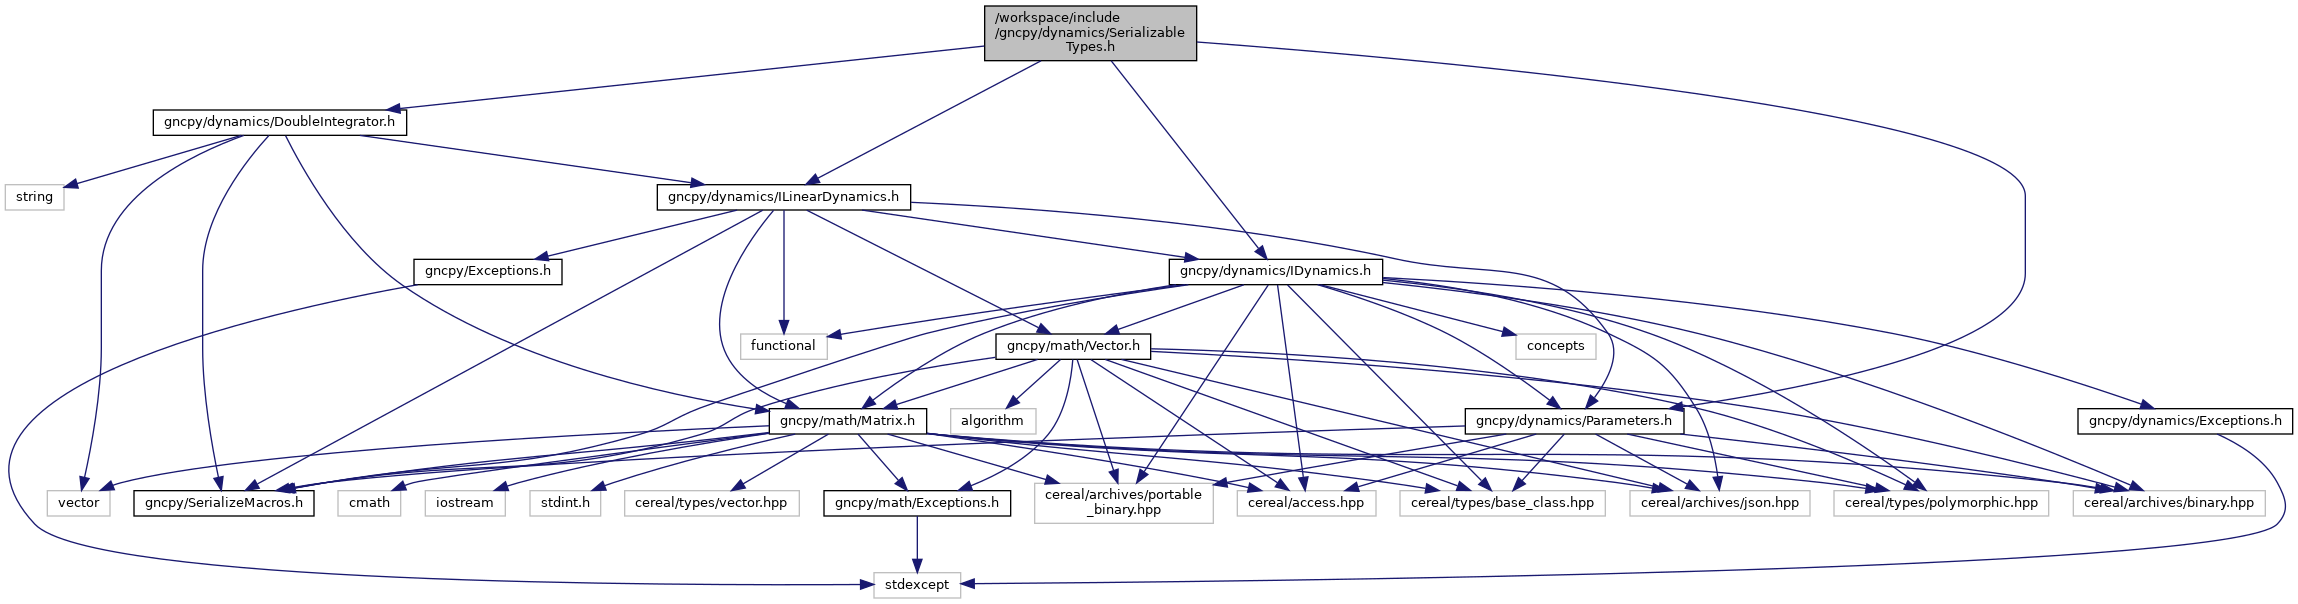 /workspace/include
/gncpy/dynamics/Serializable
Types.h
gncpy/dynamics/DoubleIntegrator.h
string
gncpy/dynamics/ILinearDynamics.h
gncpy/Exceptions.h
gncpy/dynamics/IDynamics.h
functional
gncpy/math/Vector.h
concepts
gncpy/math/Matrix.h
algorithm
gncpy/dynamics/Parameters.h
gncpy/dynamics/Exceptions.h
vector
gncpy/SerializeMacros.h
cmath
iostream
stdint.h
cereal/types/vector.hpp
gncpy/math/Exceptions.h
cereal/archives/portable
_binary.hpp
cereal/access.hpp
cereal/types/base_class.hpp
cereal/archives/json.hpp
cereal/types/polymorphic.hpp
cereal/archives/binary.hpp
stdexcept